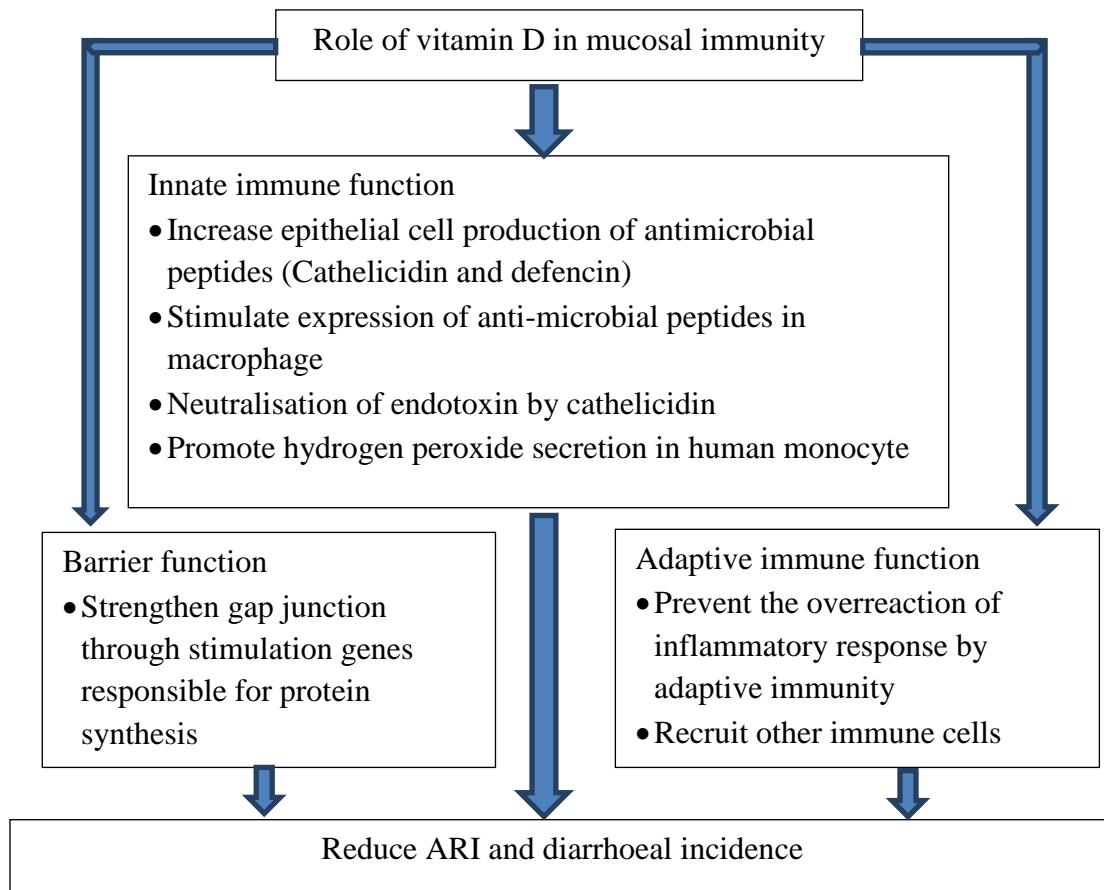 Role of vitamin D in mucosal immunity
Innate immune function
• Increase epithelial cell production of antimicrobial
peptides (Cathelicidin and defencin)
• Stimulate expression of anti-microbial peptides in
macrophage
• Neutralisation of endotoxin by cathelicidin
• Promote hydrogen peroxide secretion in human monocyte
Barrier function
• Strengthen gap junction
through stimulation genes
responsible for protein
synthesis
Adaptive immune function
• Prevent the overreaction of
inflammatory response by
adaptive immunity
• Recruit other immune cells
Reduce ARI and diarrhoeal incidence